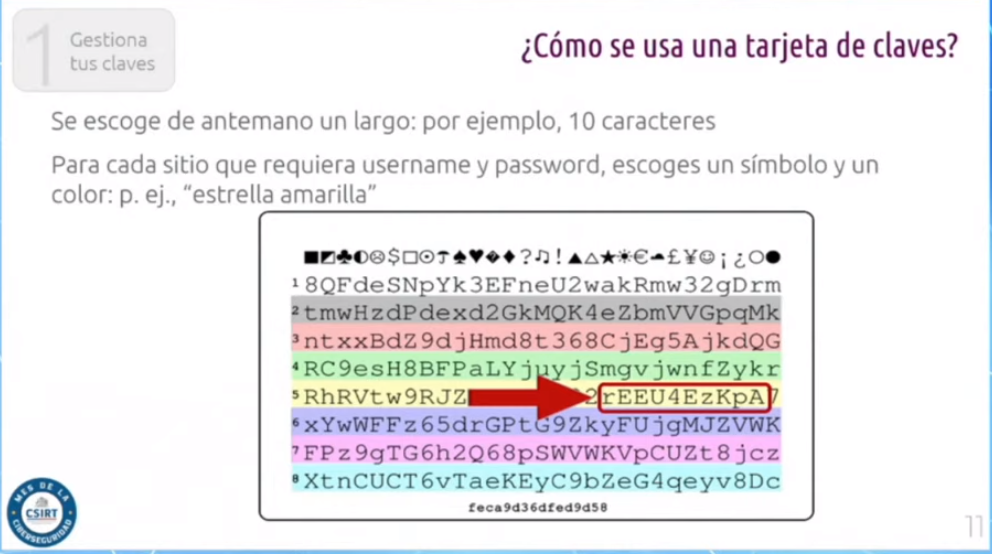 1
Gestiona
tus claves
¿Cómo se usa una tarjeta de claves?
Se escoge de antemano un largo: por ejemplo, 10 caracteres
Para cada sitio que requiera username y password, escoges un símbolo y un
color: p. ej., “estrella amarilla”
■◩♣◐☹$□⊙☂♠♥�♦?♫!▲△★☀€☁£¥☺¡¿○●
1 8QFdeSNpYk3EFneU2wakRmw32gDrm
2 tmwHzdPdexd2GkMQK4eZbmVVGpqMk
3 ntxxBdZ9djHmd8t368CjEg5AjkdQG
4 RC9esH8BFPaLYjuyjSmgvjwnfZykr
5 RhRVtw9RJZ 2rEEU4EzKpA7
6 xYwWFFz65drGPtG9ZkyFUjgMJZVWK
7 FPz9gTG6h2Q68pSWVWKVpCUZt8jcz
8 XtnCUCT6vTaeKEyC9bZeG4qeyv8Dc
feca9d36dfed9d58
MES DE LA
CSIRT
CIBERSEGURIDAD
11